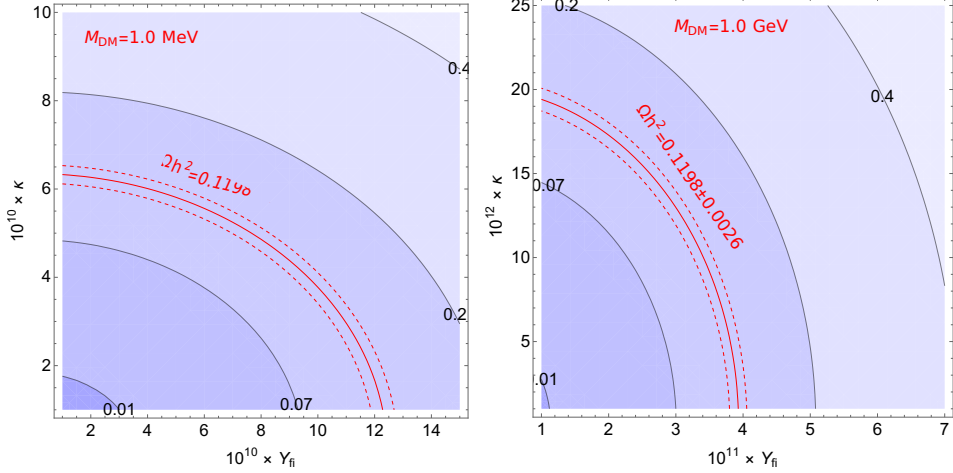 10
8
6
4
2
10^10 × κ
M_DM=1.0 MeV
0.4
Ωh^2=0.1198
0.2
0.07
0.01
2 4 6 8 10 12 14
10^10 × Y_fi
25
20
15
10
5
10^12 × κ
0.2
M_DM=1.0 GeV
0.4
Ωh^2=0.1198±0.0026
0.07
0.01
1 2 3 4 5 6 7
10^11 × Y_fi